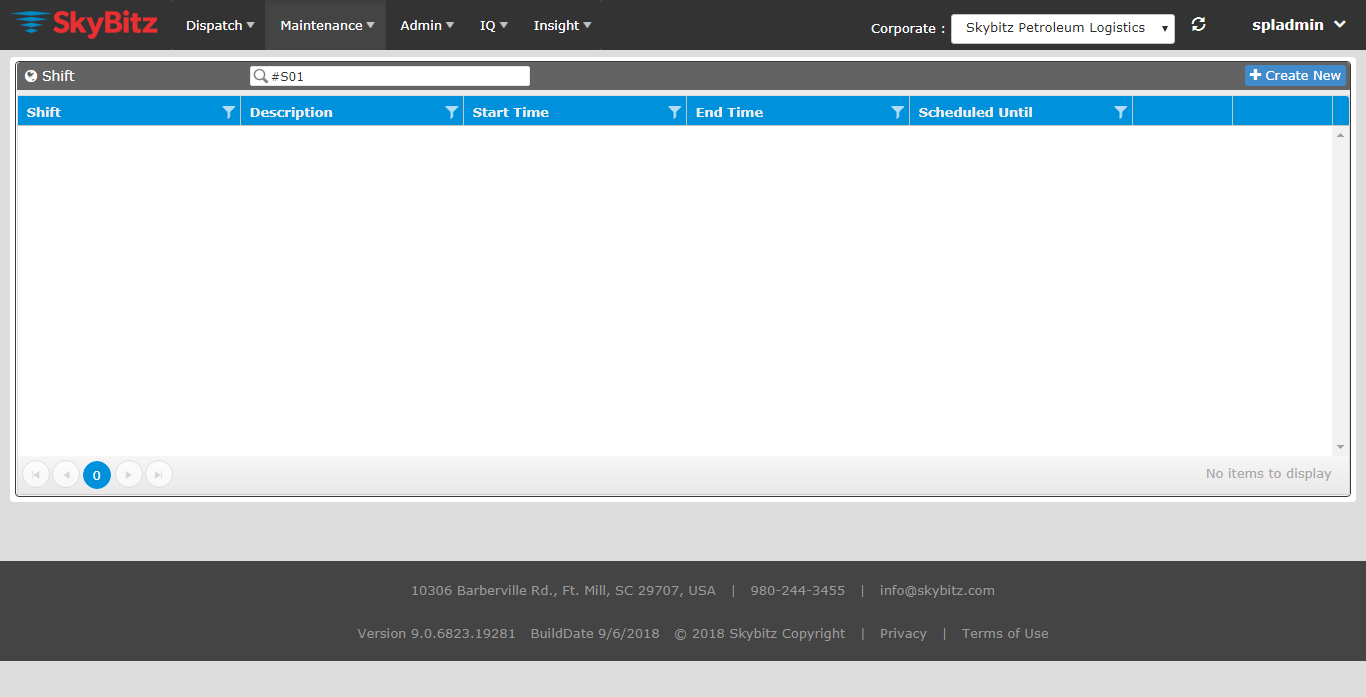 SkyBitz Dispatch Maintenance Admin IQ Insight Corporate : Skybitz Petroleum Logistics spladmin
Shift #S01 Create New
Shift Description Start Time End Time Scheduled Until
0 No items to display
10306 Barberville Rd., Ft. Mill, SC 29707, USA | 980-244-3455 | info@skybitz.com
Version 9.0.6823.19281 BuildDate 9/6/2018 © 2018 Skybitz Copyright | Privacy | Terms of Use